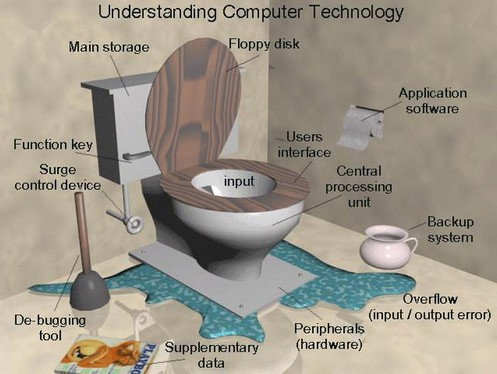 Understanding Computer Technology
Main storage
Floppy disk
Application
software
Function key
Users
interface
Surge
control device
input
Central
processing
unit
Backup
system
De-bugging
tool
Supplementary
data
Peripherals
(hardware)
Overflow
(input / output error)
PLAYBOY